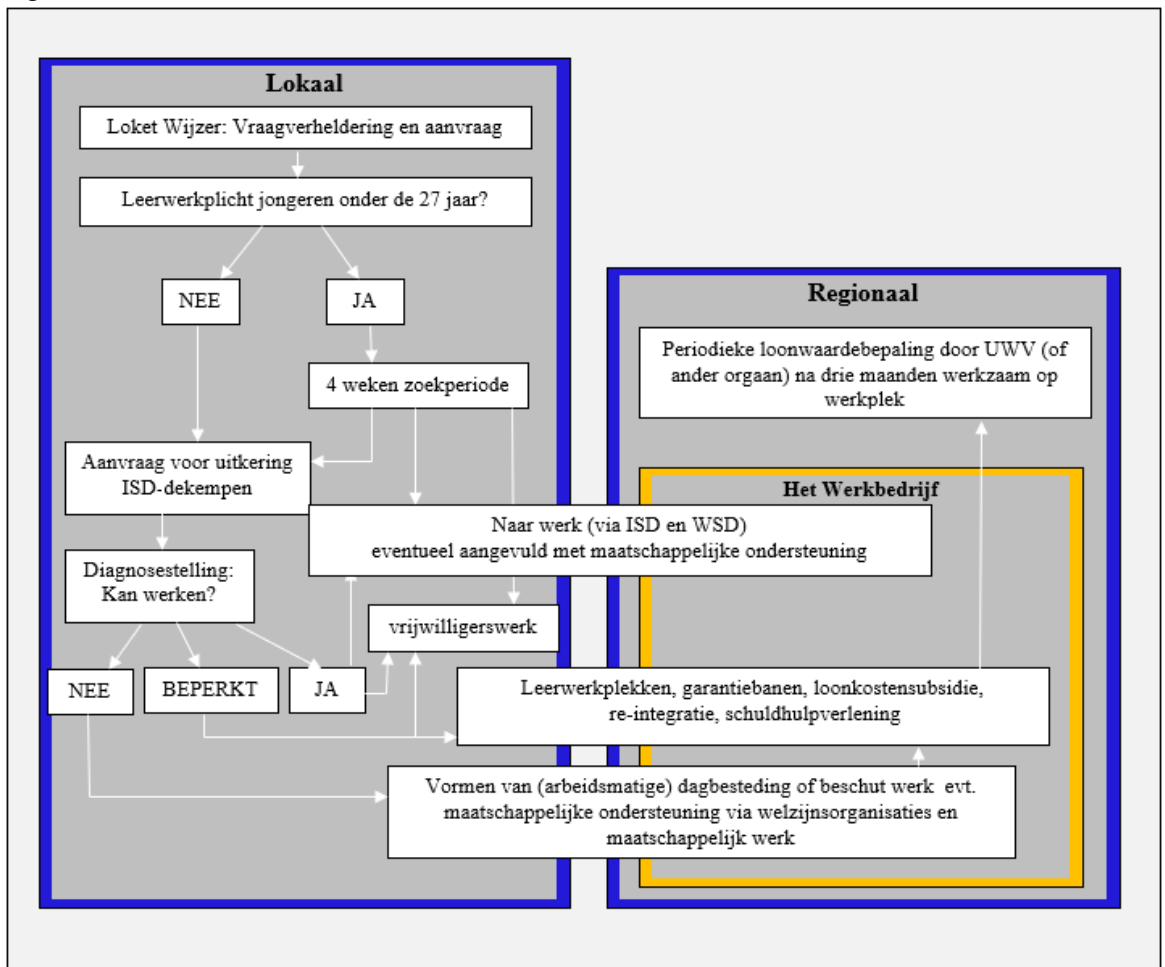 Lokaal
Loket Wijzer: Vraagverheldering en aanvraag
Leerwerkplicht jongeren onder de 27 jaar?
NEE
JA
4 weken zoekperiode
Aanvraag voor uitkering
ISD-dekempen
Diagnosestelling:
Kan werken?
NEE
BEPERKT
JA
vrijwilligerswerk
Regionaal
Periodieke loonwaardebepaling door UWV (of
ander orgaan) na drie maanden werkzaam op
werkplek
Het Werkbedrijf
Naar werk (via ISD en WSD)
eventueel aangevuld met maatschappelijke ondersteuning
Leerwerkplekken, garantiebanen, loonkostensubsidie,
re-integratie, schuldhulpverlening
Vormen van (arbeidsmatige) dagbesteding of beschut werk evt.
maatschappelijke ondersteuning via welzijnsorganisaties en
maatschappelijk werk